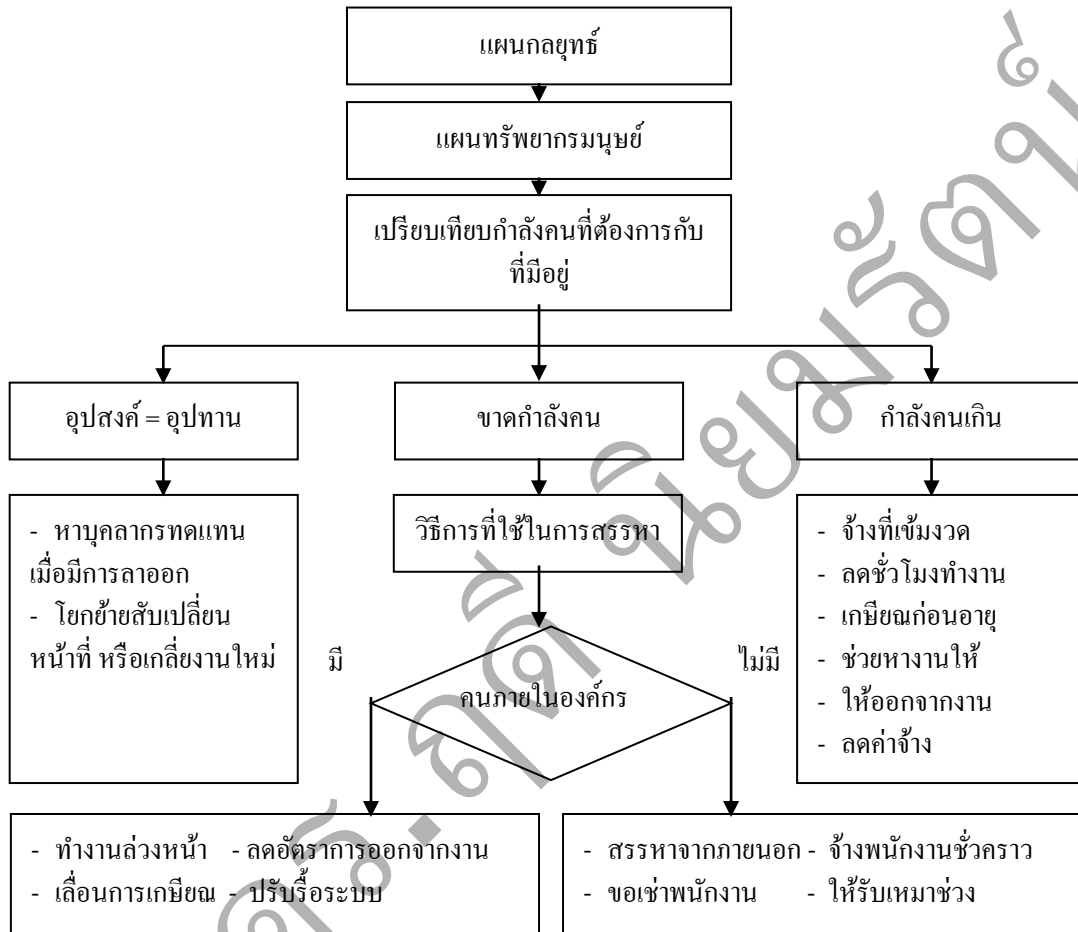 แผนกลยุทธ์
แผนทรัพยากรมนุษย์
เปรียบเทียบกำลังคนที่ต้องการกับ
ที่มีอยู่
อุปสงค์ = อุปทาน
ขาดกำลังคน
กำลังคนเกิน
- หาบุคลากรทดแทน
เมื่อมีการลาออก
- โยกย้ายสับเปลี่ยน
หน้าที่ หรือเกลี่ยงานใหม่
วิธีการที่ใช้ในการสรรหา
- จ้างที่เข้มงวด
- ลดชั่วโมงทำงาน
- เกษียณก่อนอายุ
- ช่วยหางานให้
- ให้ออกจากงาน
- ลดค่าจ้าง
มี
คนภายในองค์กร
ไม่มี
- ทำงานล่วงหน้า - ลดอัตราการออกจากงาน
- เลื่อนการเกษียณ - ปรับรื้อระบบ
- สรรหาจากภายนอก - จ้างพนักงานชั่วคราว
- ขอเช่าพนักงาน - ให้รับเหมาช่วง